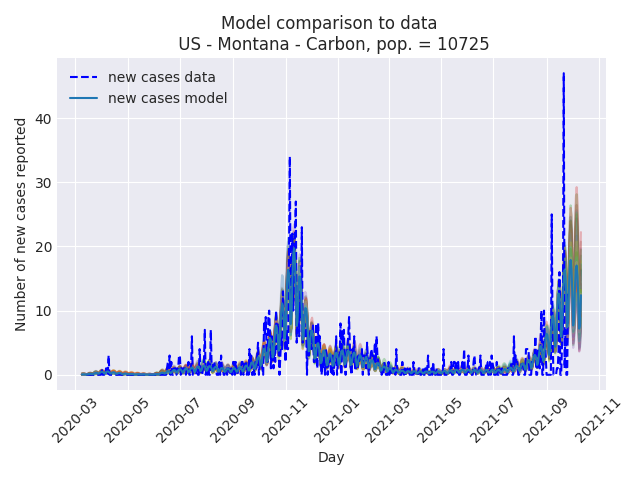 Model comparison to data
US - Montana - Carbon, pop. = 10725
new cases data
new cases model
Number of new cases reported
40
30
20
10
0
2020-03
2020-05
2020-07
2020-09
2020-11
2021-01
2021-03
2021-05
2021-07
2021-09
2021-11
Day